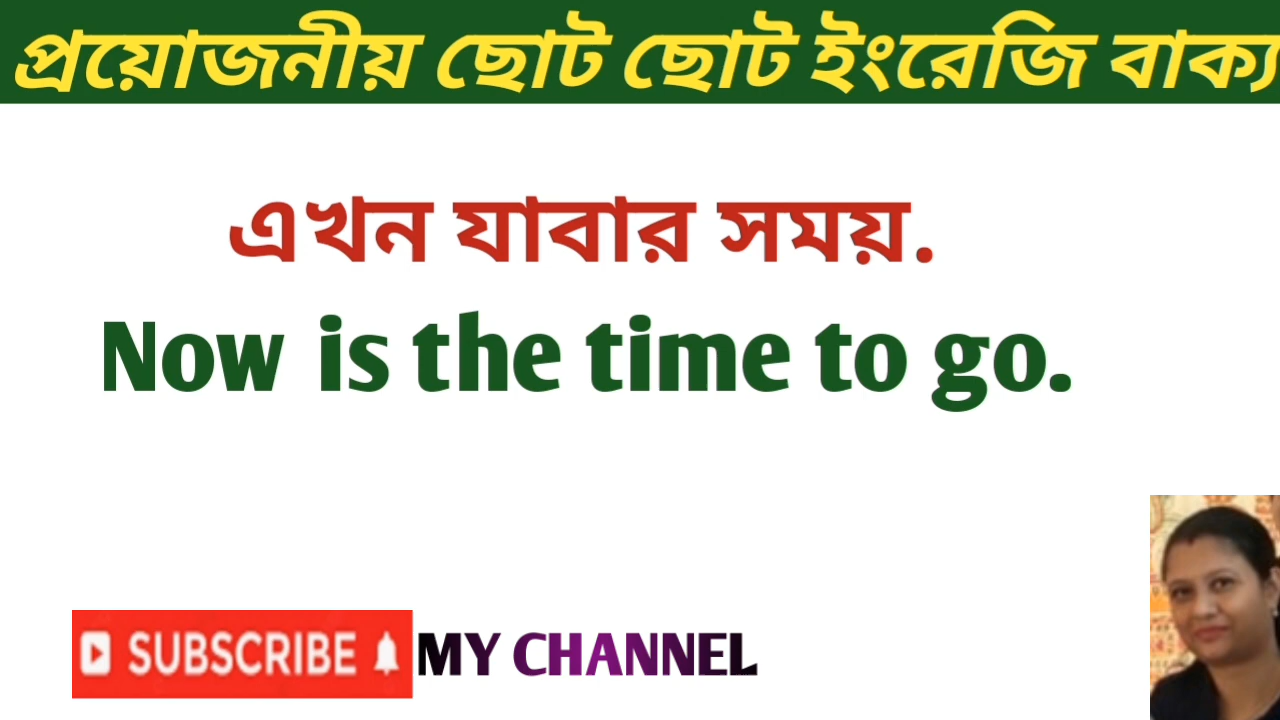 প্রয়োজনীয় ছোট ছোট ইংরেজি বাক্য
এখন যাবার সময়.
Now is the time to go.
SUBSCRIBE MY CHANNEL